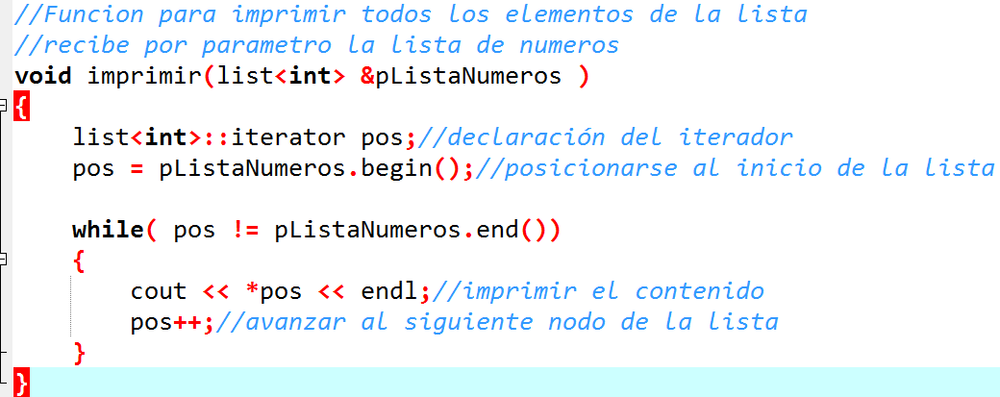 //Funcion para imprimir todos los elementos de la lista
//recibe por parametro la lista de numeros
void imprimir(list<int> &pListaNumeros )
{
    list<int>::iterator pos;//declaración del iterador
    pos = pListaNumeros.begin();//posicionarse al inicio de la lista

    while( pos != pListaNumeros.end())
    {
        cout << *pos << endl;//imprimir el contenido
        pos++;//avanzar al siguiente nodo de la lista
    }
}